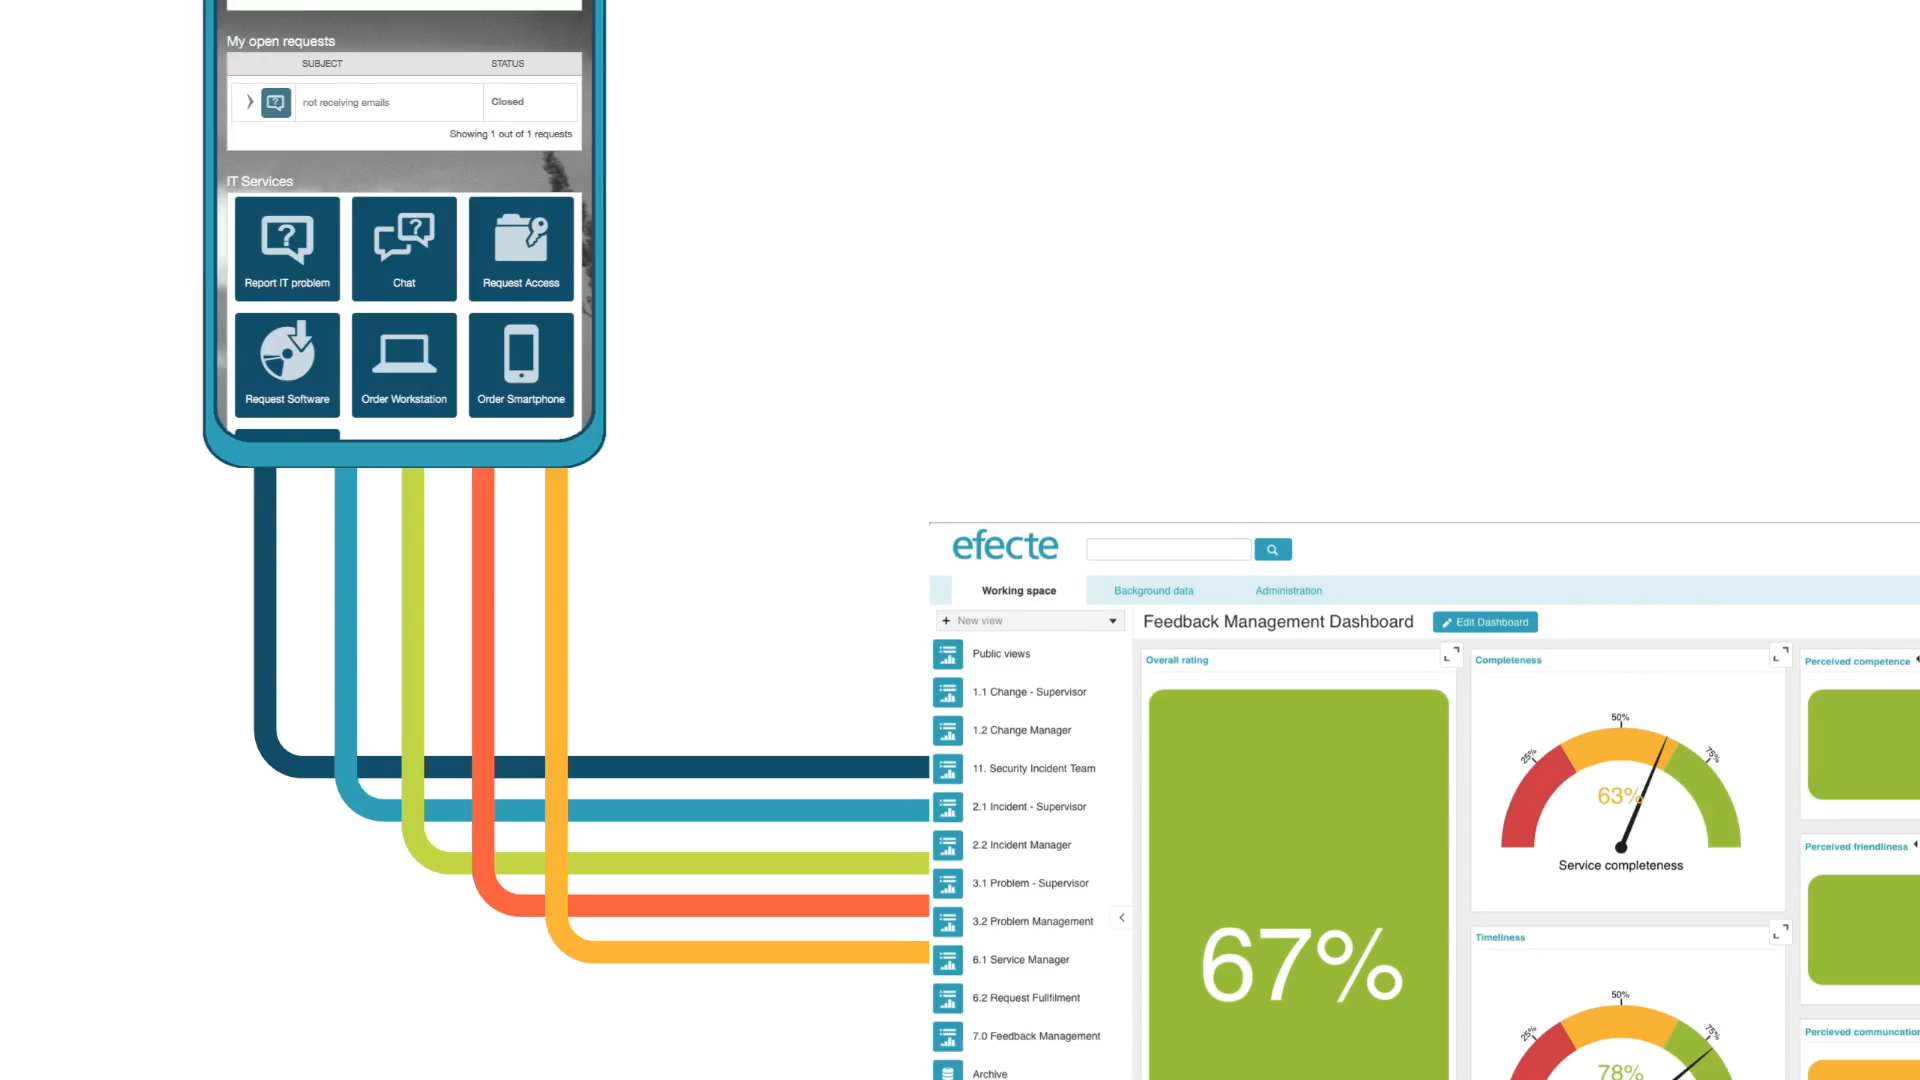 My open requests
SUBJECT STATUS
not receiving emails Closed
Showing 1 out of 1 requests
IT Services
Report IT problem Chat Request Access
Request Software Order Workstation Order Smartphone
efecte
Working space Background data Administration
+ New view
Feedback Management Dashboard Edit Dashboard
Public views
1.1 Change - Supervisor
1.2 Change Manager
11. Security Incident Team
2.1 Incident - Supervisor
2.2 Incident Manager
3.1 Problem - Supervisor
3.2 Problem Management
6.1 Service Manager
6.2 Request Fullfilment
7.0 Feedback Management
Archive
Overall rating
67%
Completeness
25% 50% 75%
63%
Service completeness
Timeliness
25% 50% 75%
78%
Perceived competence
Perceived friendliness
Percieved communcation